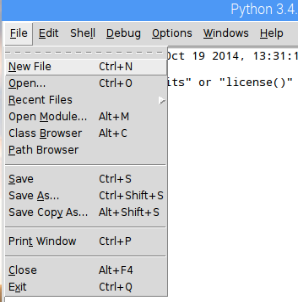 Python 3.4.
File Edit Shell Debug Options Windows Help
Oct 19 2014, 13:31:1
New File Ctrl+N
its" or "license()"
Open... Ctrl+O
Recent Files
Open Module... Alt+M
Class Browser Alt+C
Path Browser
Save Ctrl+S
Save As... Ctrl+Shift+S
Save Copy As... Alt+Shift+S
Print Window Ctrl+P
Close Alt+F4
Exit Ctrl+Q